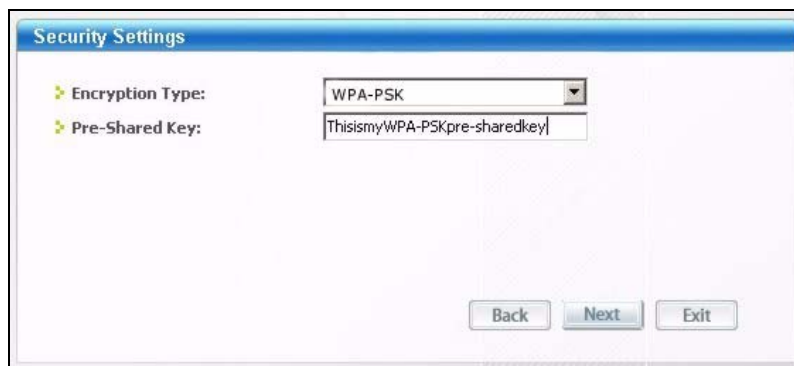 Security Settings
Encryption Type: WPA-PSK
Pre-Shared Key: ThisismyWPA-PSKpre-sharedkey
Back Next Exit